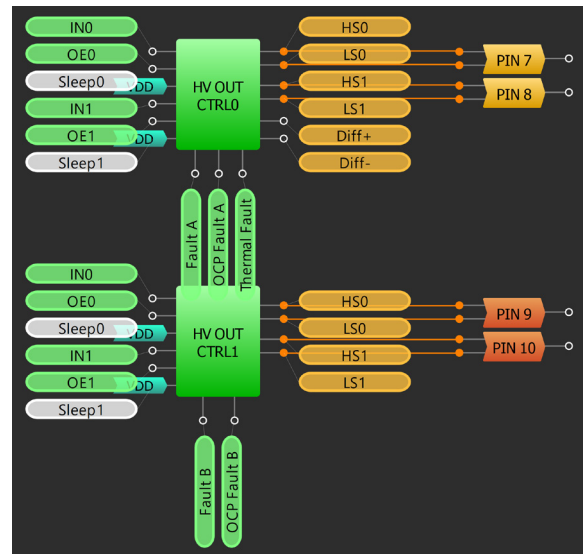 IN0
OE0
Sleep0
VDD
IN1
OE1
VDD
Sleep1
HV OUT
CTRL0
HS0
LS0
HS1
LS1
Diff+
Diff-
PIN 7
PIN 8
Fault A
OCP Fault A
Thermal Fault
IN0
OE0
Sleep0
VDD
IN1
OE1
VDD
Sleep1
HV OUT
CTRL1
HS0
LS0
HS1
LS1
PIN 9
PIN 10
Fault B
OCP Fault B